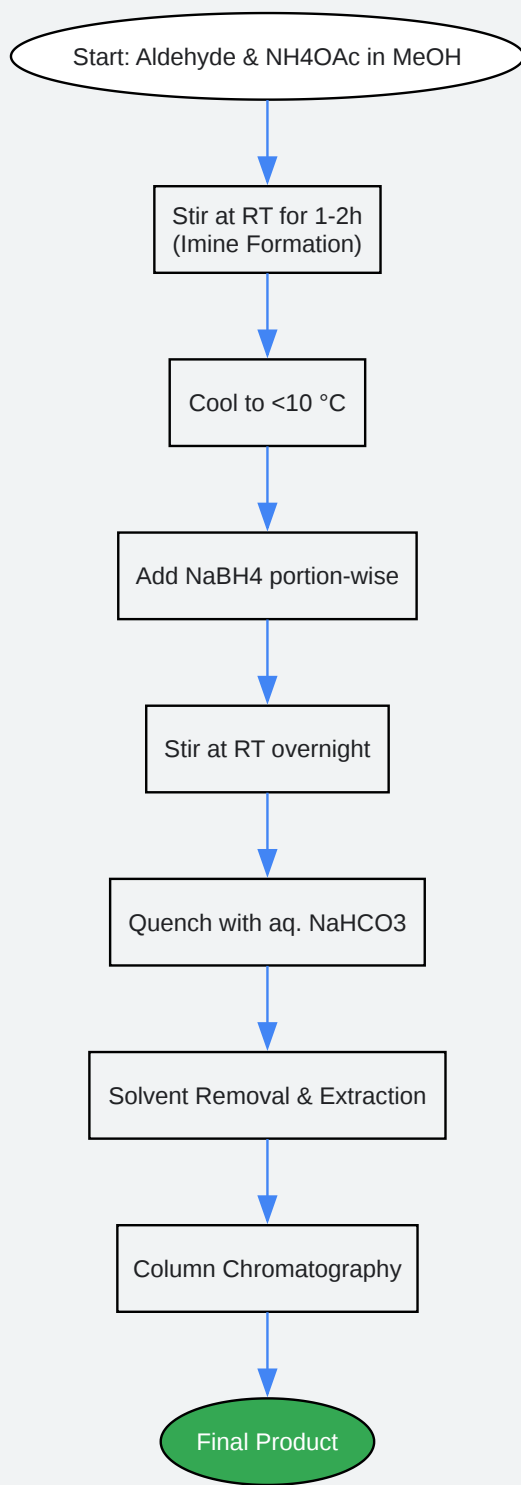 Start: Aldehyde & NH4OAc in MeOH
Stir at RT for 1-2h
(Imine Formation)
Cool to <10 °C
Add NaBH4 portion-wise
Stir at RT overnight
Quench with aq. NaHCO3
Solvent Removal & Extraction
Column Chromatography
Final Product